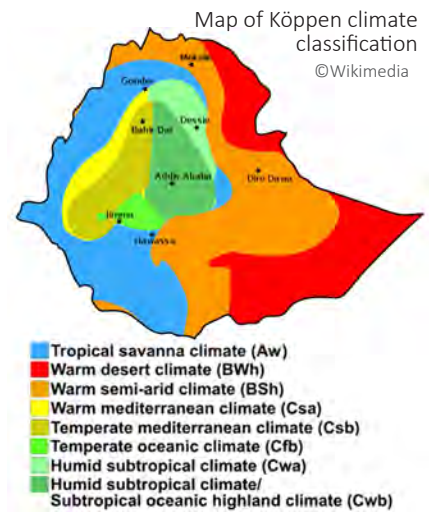 Map of Köppen climate
classification
©Wikimedia
Mekele
Gonder
Bahir Dar
Dessie
Addis Ababa
Dire Dawa
Jimma
Hawassa
Tropical savanna climate (Aw)
Warm desert climate (BWh)
Warm semi-arid climate (BSh)
Warm mediterranean climate (Csa)
Temperate mediterranean climate (Csb)
Temperate oceanic climate (Cfb)
Humid subtropical climate (Cwa)
Humid subtropical climate/
Subtropical oceanic highland climate (Cwb)